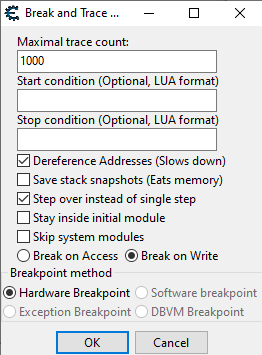 Break and Trace ...
Maximal trace count:
1000
Start condition (Optional, LUA format)
Stop condition (Optional, LUA format)
Dereference Addresses (Slows down)
Save stack snapshots (Eats memory)
Step over instead of single step
Stay inside initial module
Skip system modules
Break on Access Break on Write
Breakpoint method
Hardware Breakpoint Software breakpoint
Exception Breakpoint DBVM Breakpoint
OK Cancel